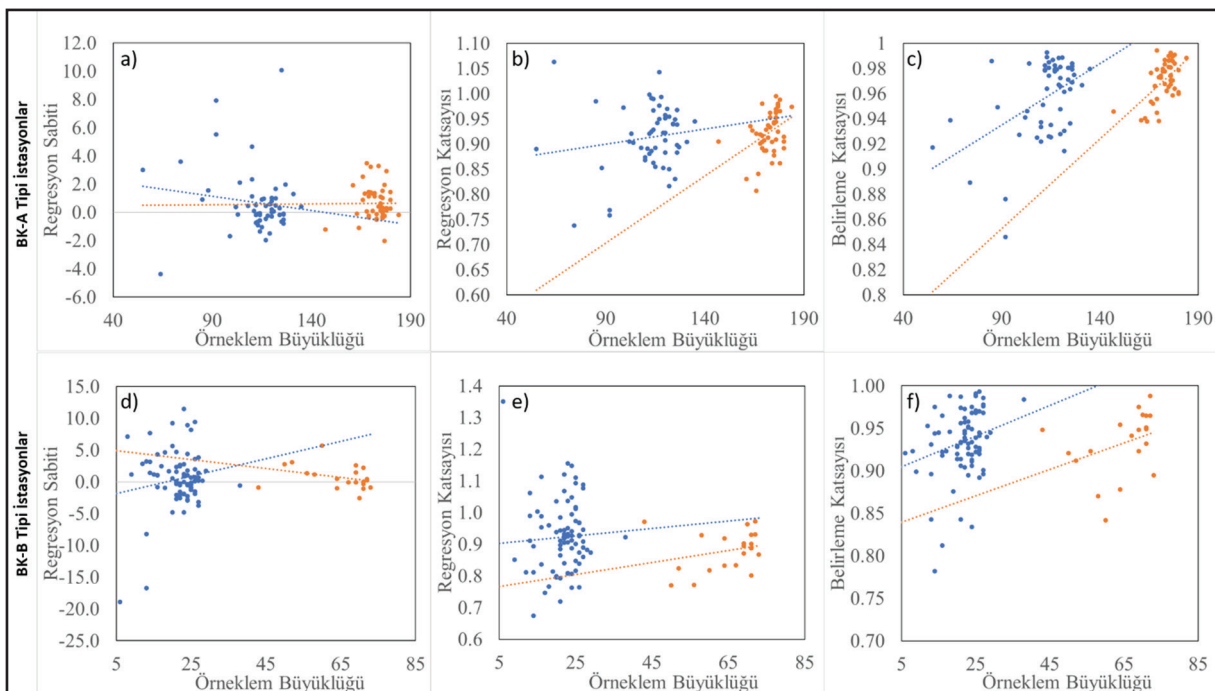 BK-A Tipi istasyonlar
a)
Regresyon Sabiti
12.0
10.0
8.0
6.0
4.0
2.0
0.0
-2.0
-4.0
-6.0
40 90 140 190
Örneklem Büyüklüğü
b)
Regresyon Katsayısı
1.10
1.05
1.00
0.95
0.90
0.85
0.80
0.75
0.70
0.65
0.60
40 90 140 190
Örneklem Büyüklüğü
c)
Belirleme Katsayısı
1
0.98
0.96
0.94
0.92
0.9
0.88
0.86
0.84
0.82
0.8
40 90 140 190
Örneklem Büyüklüğü
BK-B Tipi istasyonlar
d)
Regresyon Sabiti
15.0
10.0
5.0
0.0
-5.0
-10.0
-15.0
-20.0
-25.0
5 25 45 65 85
Örneklem Büyüklüğü
e)
Regresyon Katsayısı
1.4
1.3
1.2
1.1
1.0
0.9
0.8
0.7
0.6
5 25 45 65 85
Örneklem Büyüklüğü
f)
Belirleme Katsayısı
1.00
0.95
0.90
0.85
0.80
0.75
0.70
5 25 45 65 85
Örneklem Büyüklüğü